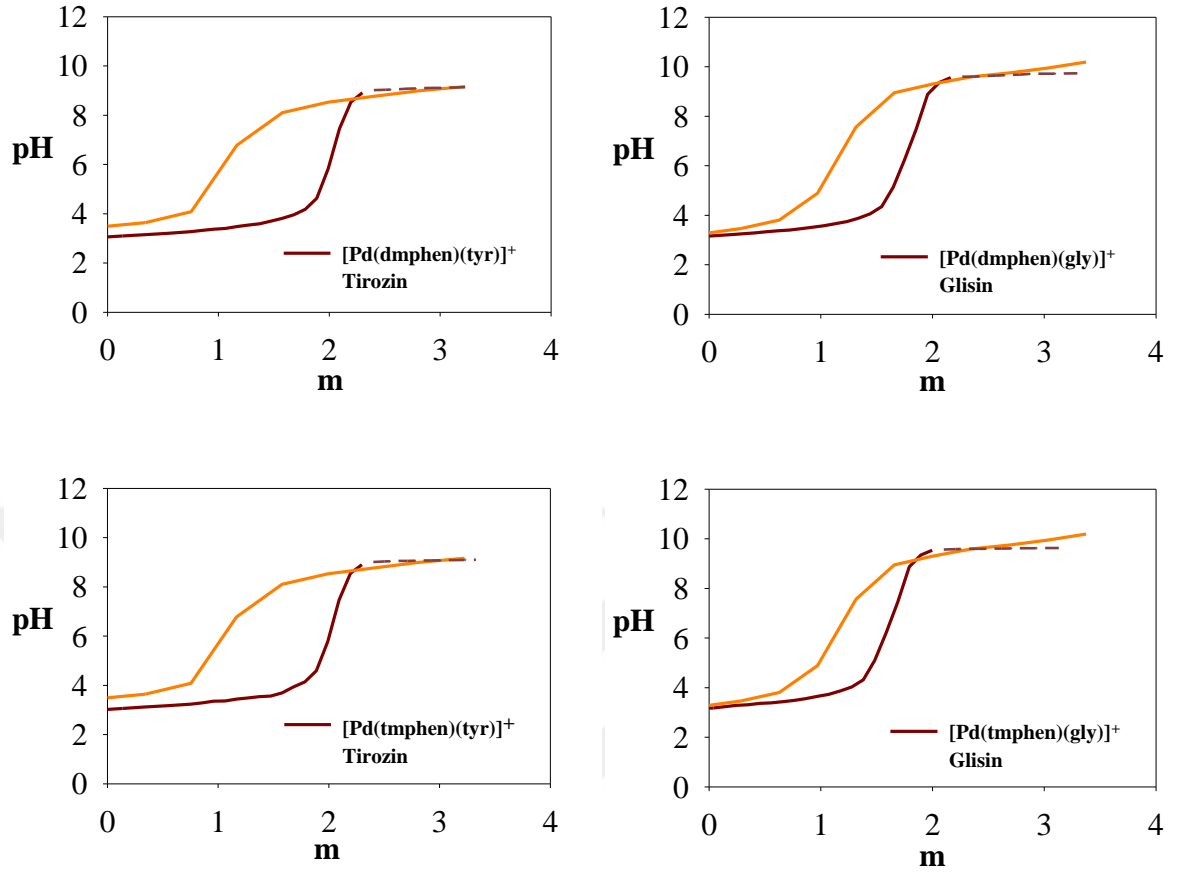 12
10
8
6
4
2
0
pH
0 1 2 3 4
m
[Pd(dmphen)(tyr)]⁺
Tirozin
12
10
8
6
4
2
0
pH
0 1 2 3 4
m
[Pd(dmphen)(gly)]⁺
Glisin
12
10
8
6
4
2
0
pH
0 1 2 3 4
m
[Pd(tmphen)(tyr)]⁺
Tirozin
12
10
8
6
4
2
0
pH
0 1 2 3 4
m
[Pd(tmphen)(gly)]⁺
Glisin